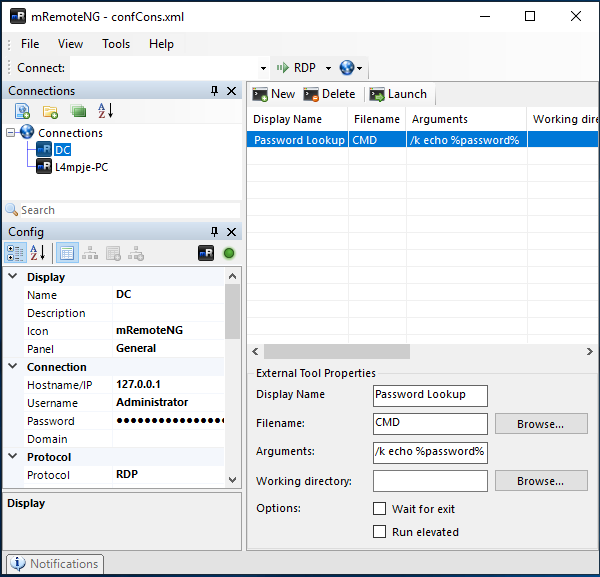 mRemoteNG - confCons.xml
File View Tools Help
Connect: RDP
Connections
Connections
DC
L4mpje-PC
Search
Config
Display
Name DC
Description
Icon mRemoteNG
Panel General
Connection
Hostname/IP 127.0.0.1
Username Administrator
Password ●●●●●●●●●●●●●●●●
Domain
Protocol
Protocol RDP
Display
New Delete Launch
Display Name Filename Arguments Working dire
Password Lookup CMD /k echo %password%
External Tool Properties
Display Name Password Lookup
Filename: CMD Browse...
Arguments: /k echo %password%
Working directory: Browse...
Options: Wait for exit
Run elevated
Notifications